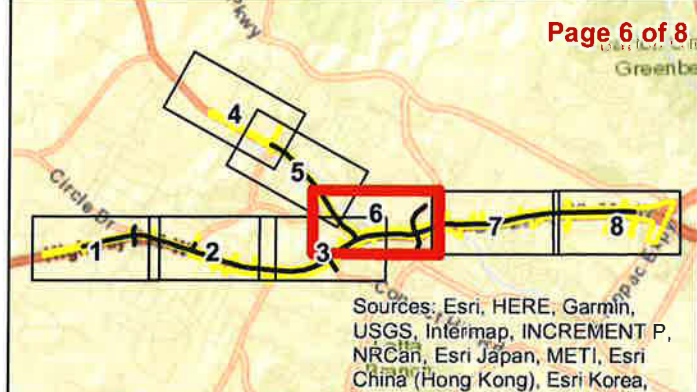 Pkwy
Page 6 of 8
Greenbe
4
5
Circle Dr
6
7
8
1
2
3
Sources: Esri, HERE, Garmin,
USGS, Intermap, INCREMENT P,
NRCan, Esri Japan, METI, Esri
China (Hong Kong), Esri Korea,